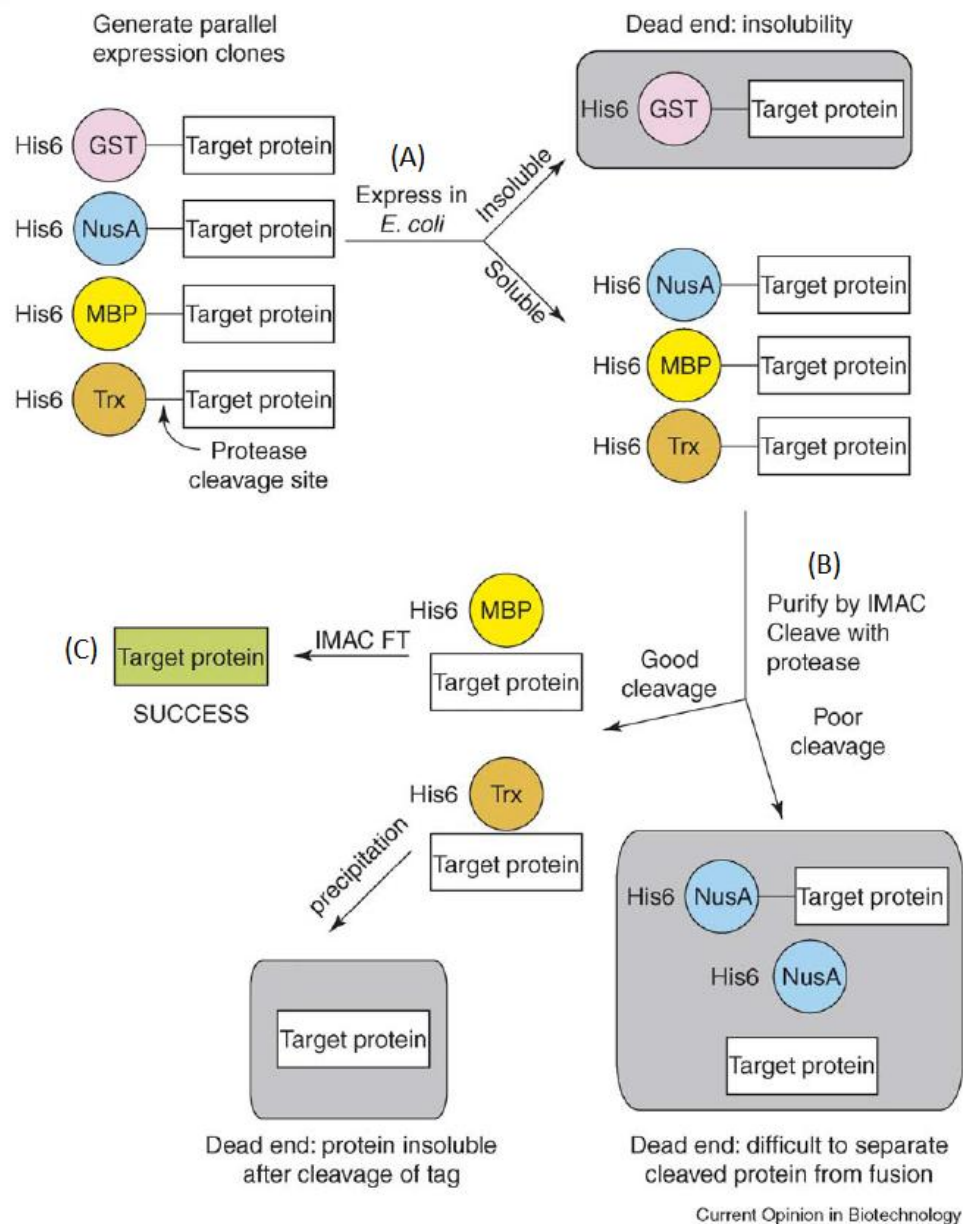 Generate parallel
expression clones
Dead end: insolubility
His6 GST Target protein
His6 NusA Target protein
His6 MBP Target protein
His6 Trx Target protein
Protease
cleavage site
(A)
Express in
E. coli
Insoluble
Soluble
His6 GST Target protein
His6 NusA Target protein
His6 MBP Target protein
His6 Trx Target protein
(B)
Purify by IMAC
Cleave with
protease
Good
cleavage
Poor
cleavage
His6 MBP
Target protein
IMAC FT
(C)
Target protein
SUCCESS
His6 Trx
Target protein
precipitation
Target protein
Dead end: protein insoluble
after cleavage of tag
His6 NusA Target protein
His6 NusA
Target protein
Dead end: difficult to separate
cleaved protein from fusion
Current Opinion in Biotechnology